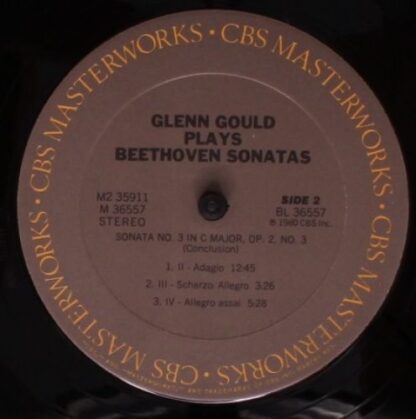 CBS MASTERWORKS • CBS MASTERWORKS • CBS MASTERWORKS • CBS MASTERWORKS •
GLENN GOULD
PLAYS
BEETHOVEN SONATAS
M2 35911
M 36557
STEREO
SIDE 2
BL 36557
℗ 1980 CBS Inc.
SONATA NO. 3 IN C MAJOR, OP. 2, NO. 3
(Conclusion)
1. II - Adagio 12:45
2. III - Scherzo Allegro 3:26
3. IV - Allegro assai 5:28